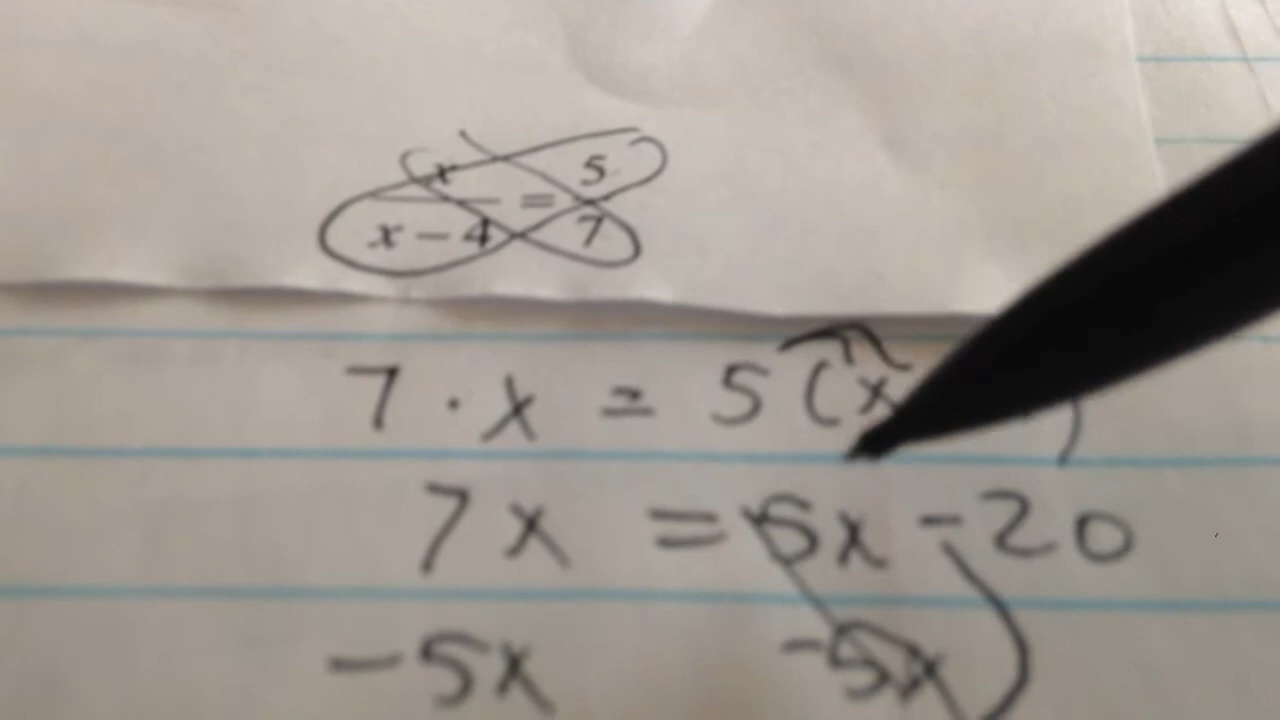 x/(x − 4) = 5/7
7 · x = 5 (x )
7x = 5x − 20
−5x −5x